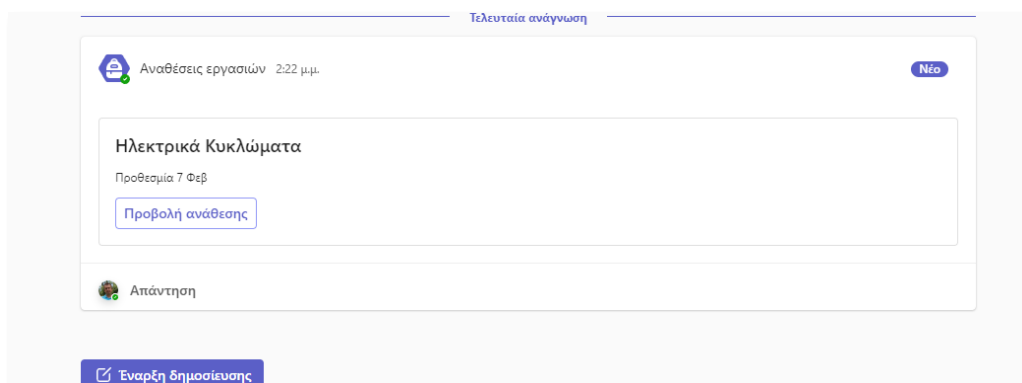 Τελευταία ανάγνωση
Αναθέσεις εργασιών 2:22 μ.μ.
Νέο
Ηλεκτρικά Κυκλώματα
Προθεσμία 7 Φεβ
Προβολή ανάθεσης
Απάντηση
Έναρξη δημοσίευσης